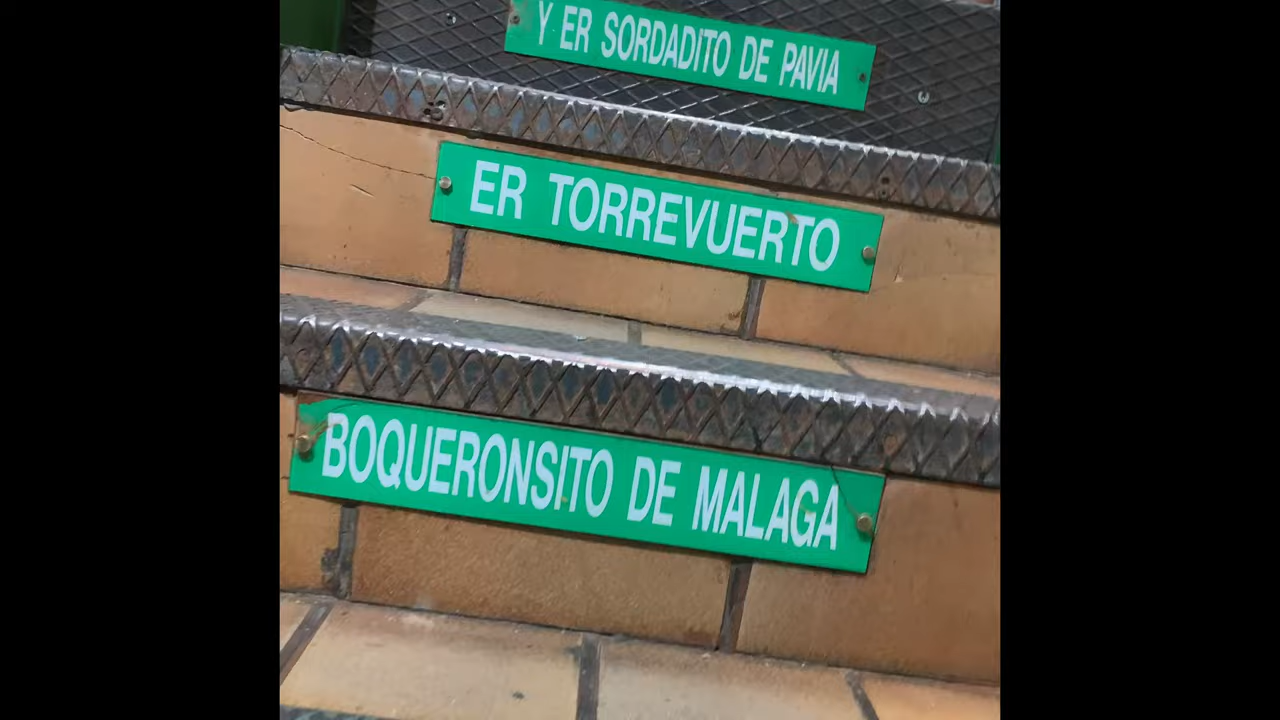 Y ER SORDADITO DE PAVIA
ER TORREVUERTO
BOQUERONSITO DE MALAGA